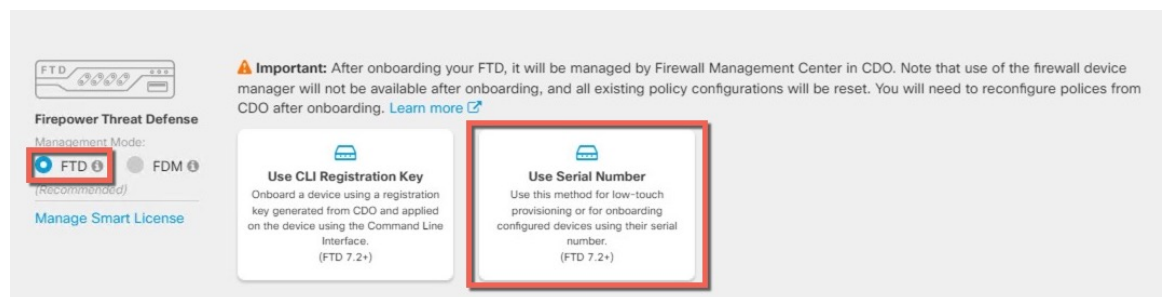 FTD
Firepower Threat Defense
Management Mode:
FTD
FDM
(Recommended)
Manage Smart License
Important: After onboarding your FTD, it will be managed by Firewall Management Center in CDO. Note that use of the firewall device
manager will not be available after onboarding, and all existing policy configurations will be reset. You will need to reconfigure polices from
CDO after onboarding. Learn more
Use CLI Registration Key
Onboard a device using a registration
key generated from CDO and applied
on the device using the Command Line
Interface.
(FTD 7.2+)
Use Serial Number
Use this method for low-touch
provisioning or for onboarding
configured devices using their serial
number.
(FTD 7.2+)